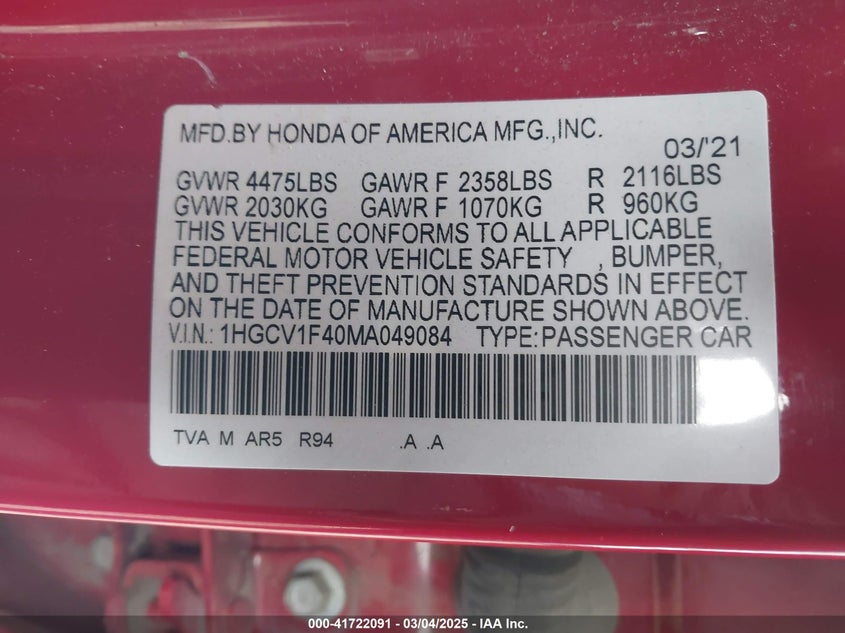 MFD.BY HONDA OF AMERICA MFG.,INC.
03/'21
GVWR 4475LBS GAWR F 2358LBS R 2116LBS
GVWR 2030KG GAWR F 1070KG R 960KG
THIS VEHICLE CONFORMS TO ALL APPLICABLE
FEDERAL MOTOR VEHICLE SAFETY , BUMPER,
AND THEFT PREVENTION STANDARDS IN EFFECT
ON THE DATE OF MANUFACTURE SHOWN ABOVE.
V.I.N.: 1HGCV1F40MA049084 TYPE:PASSENGER CAR
TVA M AR5 R94 .A .A
000-41722091 - 03/04/2025 - IAA Inc.